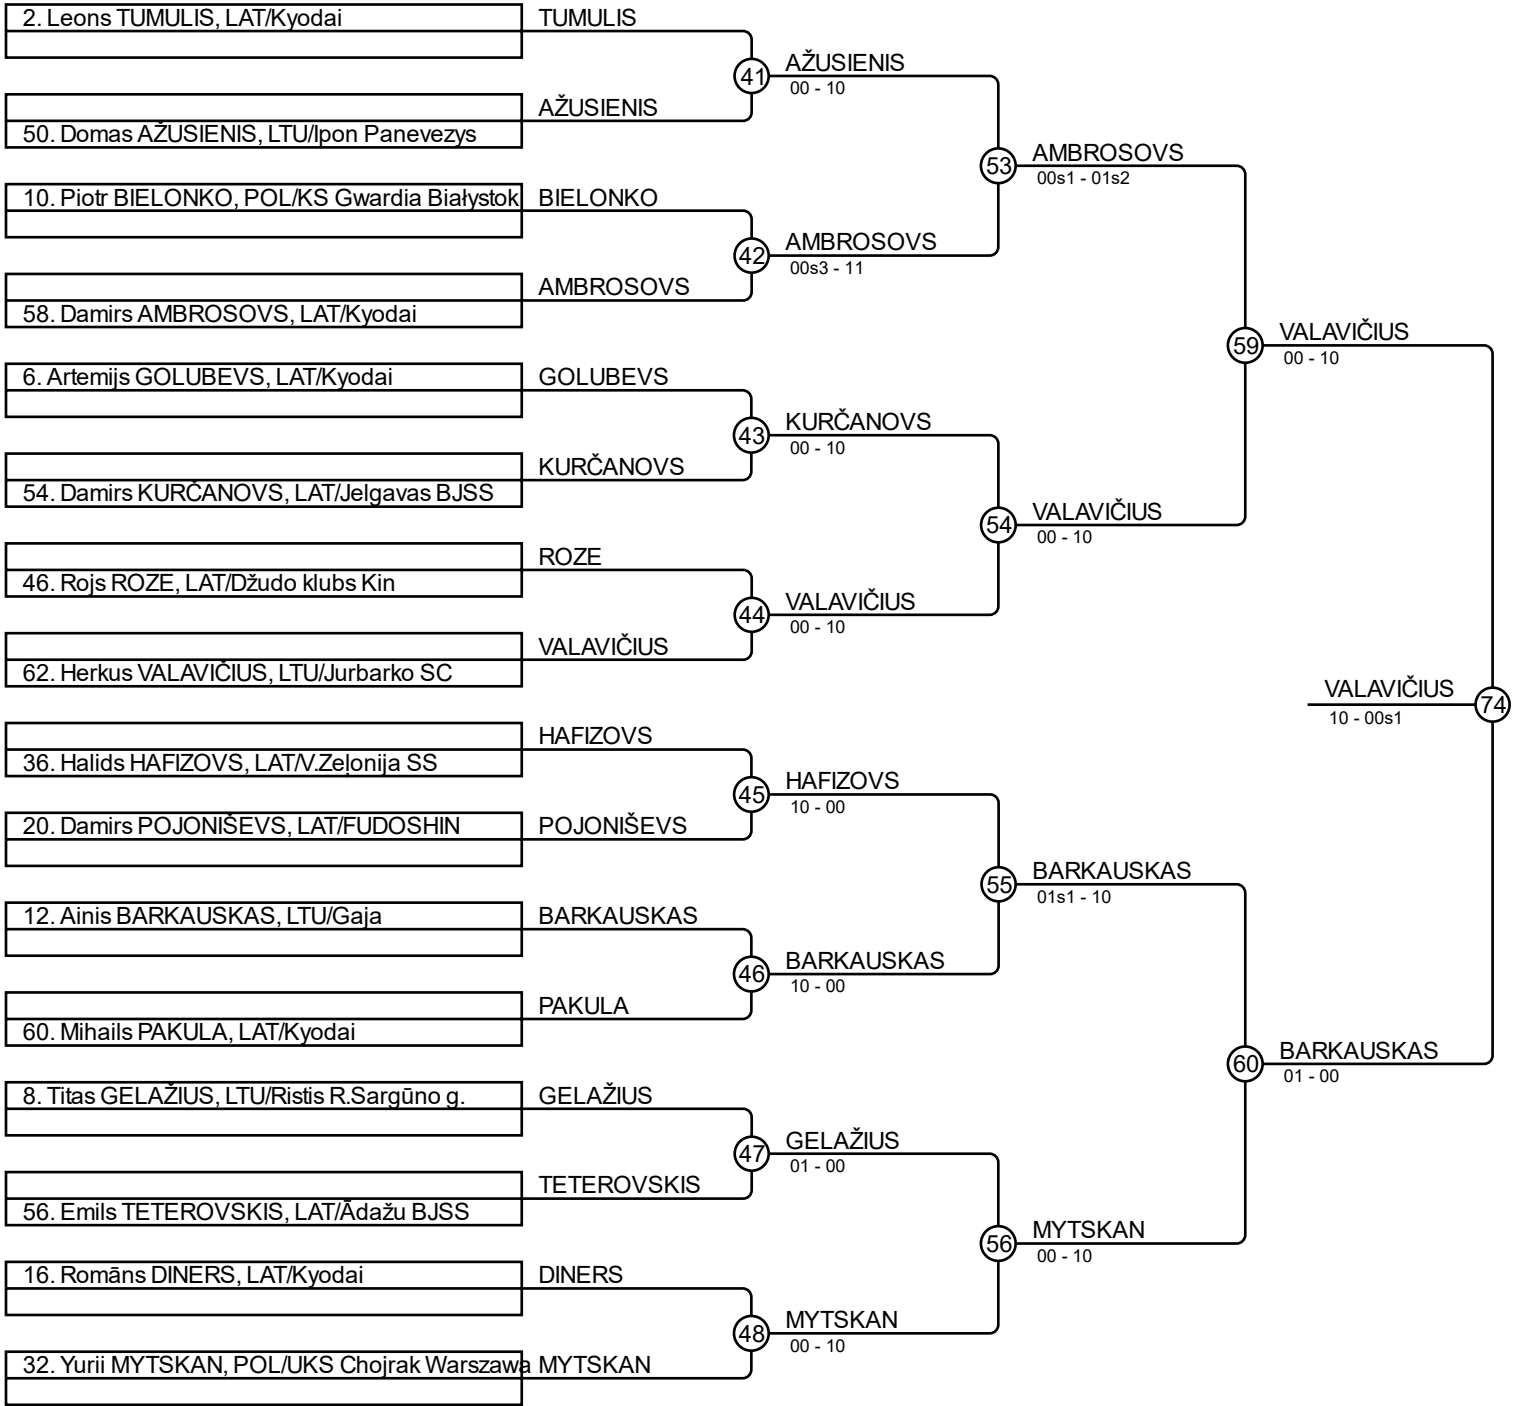 2. Leons TUMULIS, LAT/Kyodai
TUMULIS
41
AŽUSIENIS
00 - 10
AŽUSIENIS
50. Domas AŽUSIENIS, LTU/Ipon Panevezys
53
AMBROSOVS
00s1 - 01s2
10. Piotr BIELONKO, POL/KS Gwardia Białystok
BIELONKO
42
AMBROSOVS
00s3 - 11
AMBROSOVS
58. Damirs AMBROSOVS, LAT/Kyodai
59
VALAVIČIUS
00 - 10
6. Artemijs GOLUBEVS, LAT/Kyodai
GOLUBEVS
43
KURČANOVS
00 - 10
KURČANOVS
54. Damirs KURČANOVS, LAT/Jelgavas BJSS
54
VALAVIČIUS
00 - 10
ROZE
46. Rojs ROZE, LAT/Džudo klubs Kin
44
VALAVIČIUS
00 - 10
VALAVIČIUS
62. Herkus VALAVIČIUS, LTU/Jurbarko SC
VALAVIČIUS
74
10 - 00s1
HAFIZOVS
36. Halids HAFIZOVS, LAT/V.Zeļonija SS
45
HAFIZOVS
10 - 00
20. Damirs POJONIŠEVS, LAT/FUDOSHIN
POJONIŠEVS
55
BARKAUSKAS
01s1 - 10
12. Ainis BARKAUSKAS, LTU/Gaja
BARKAUSKAS
46
BARKAUSKAS
10 - 00
PAKULA
60. Mihails PAKULA, LAT/Kyodai
60
BARKAUSKAS
01 - 00
8. Titas GELAŽIUS, LTU/Ristis R.Sargūno g.
GELAŽIUS
47
GELAŽIUS
01 - 00
TETEROVSKIS
56. Emils TETEROVSKIS, LAT/Ādažu BJSS
56
MYTSKAN
00 - 10
16. Romāns DINERS, LAT/Kyodai
DINERS
48
MYTSKAN
00 - 10
32. Yurii MYTSKAN, POL/UKS Chojrak Warszawa
MYTSKAN